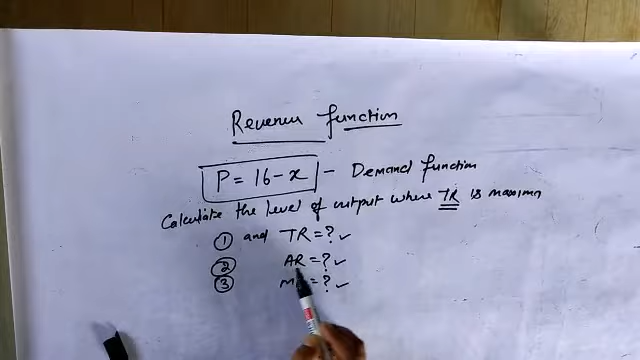 Revenue function
P = 16 - x - Demand function
Calculate the level of output where TR is maxima
① and TR = ? ✓
② AR = ? ✓
③ = ? ✓